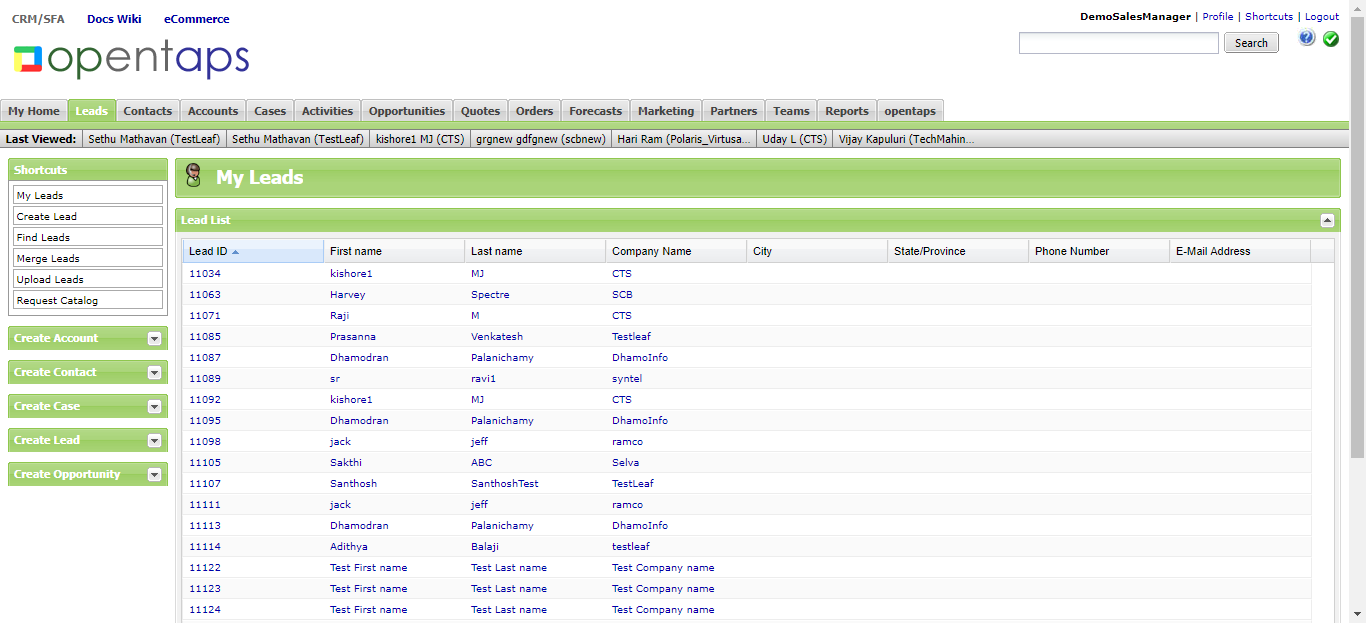 CRM/SFA Docs Wiki eCommerce
DemoSalesManager | Profile | Shortcuts | Logout
opentaps
Search
My Home Leads Contacts Accounts Cases Activities Opportunities Quotes Orders Forecasts Marketing Partners Teams Reports opentaps
Last Viewed: Sethu Mathavan (TestLeaf) Sethu Mathavan (TestLeaf) kishore1 MJ (CTS) grgnew gdfgnew (scbnew) Hari Ram (Polaris_Virtusa... Uday L (CTS) Vijay Kapuluri (TechMahin...
Shortcuts
My Leads
Create Lead
Find Leads
Merge Leads
Upload Leads
Request Catalog
Create Account
Create Contact
Create Case
Create Lead
Create Opportunity
My Leads
Lead List
Lead ID First name Last name Company Name City State/Province Phone Number E-Mail Address
11034 kishore1 MJ CTS
11063 Harvey Spectre SCB
11071 Raji M CTS
11085 Prasanna Venkatesh Testleaf
11087 Dhamodran Palanichamy DhamoInfo
11089 sr ravi1 syntel
11092 kishore1 MJ CTS
11095 Dhamodran Palanichamy DhamoInfo
11098 jack jeff ramco
11105 Sakthi ABC Selva
11107 Santhosh SanthoshTest TestLeaf
11111 jack jeff ramco
11113 Dhamodran Palanichamy DhamoInfo
11114 Adithya Balaji testleaf
11122 Test First name Test Last name Test Company name
11123 Test First name Test Last name Test Company name
11124 Test First name Test Last name Test Company name